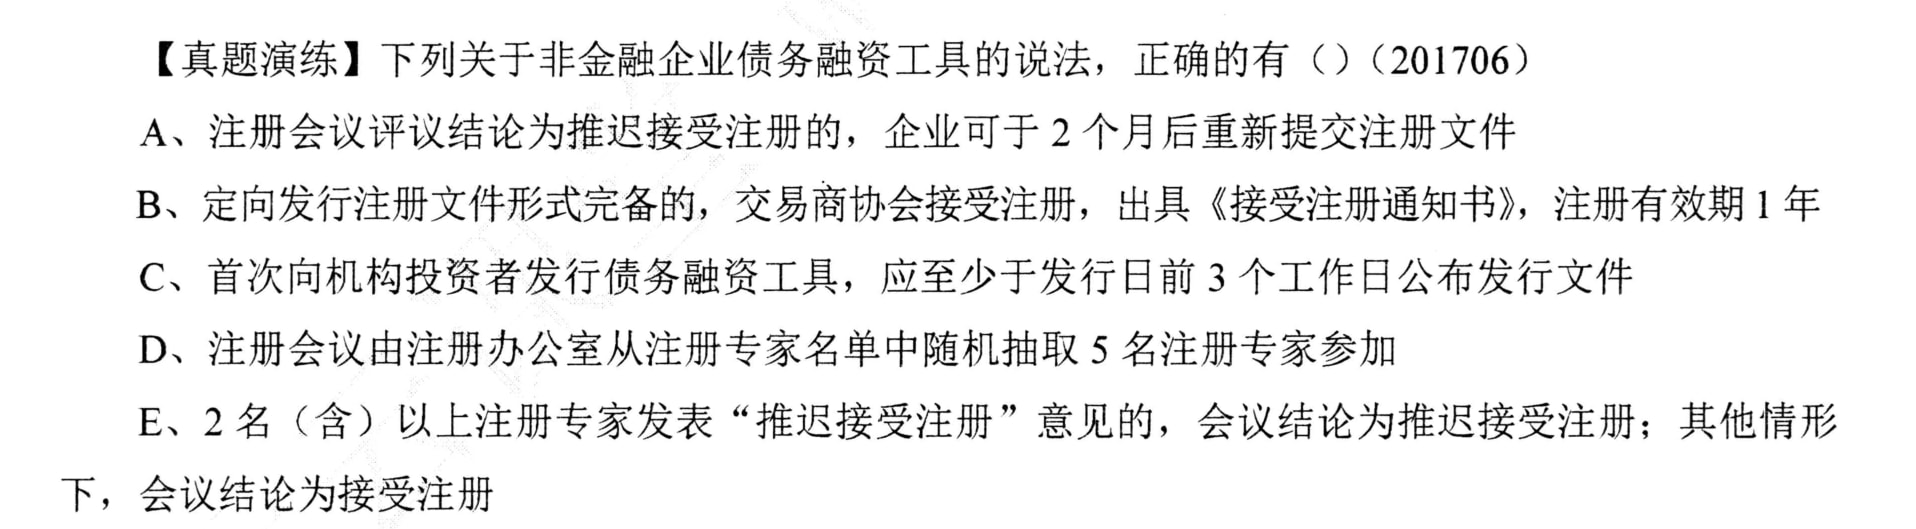 【真题演练】下列关于非金融企业债务融资工具的说法，正确的有（）（201706）
A、注册会议评议结论为推迟接受注册的，企业可于 2 个月后重新提交注册文件
B、定向发行注册文件形式完备的，交易商协会接受注册，出具《接受注册通知书》，注册有效期 1 年
C、首次向机构投资者发行债务融资工具，应至少于发行日前 3 个工作日公布发行文件
D、注册会议由注册办公室从注册专家名单中随机抽取 5 名注册专家参加
E、2 名（含）以上注册专家发表“推迟接受注册”意见的，会议结论为推迟接受注册；其他情形
下，会议结论为接受注册